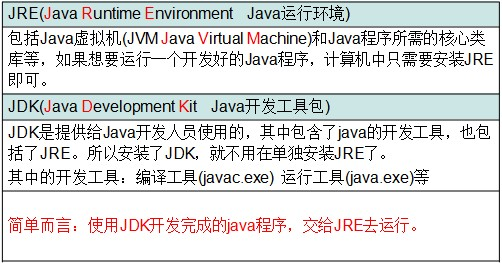 JRE(Java Runtime Environment Java运行环境)
包括Java虚拟机(JVM Java Virtual Machine)和Java程序所需的核心类
库等，如果想要运行一个开发好的Java程序，计算机中只需要安装JRE
即可。
JDK(Java Development Kit Java开发工具包)
JDK是提供给Java开发人员使用的，其中包含了java的开发工具，也包
括了JRE。所以安装了JDK，就不用在单独安装JRE了。
其中的开发工具：编译工具(javac.exe) 运行工具(java.exe)等
简单而言：使用JDK开发完成的java程序，交给JRE去运行。